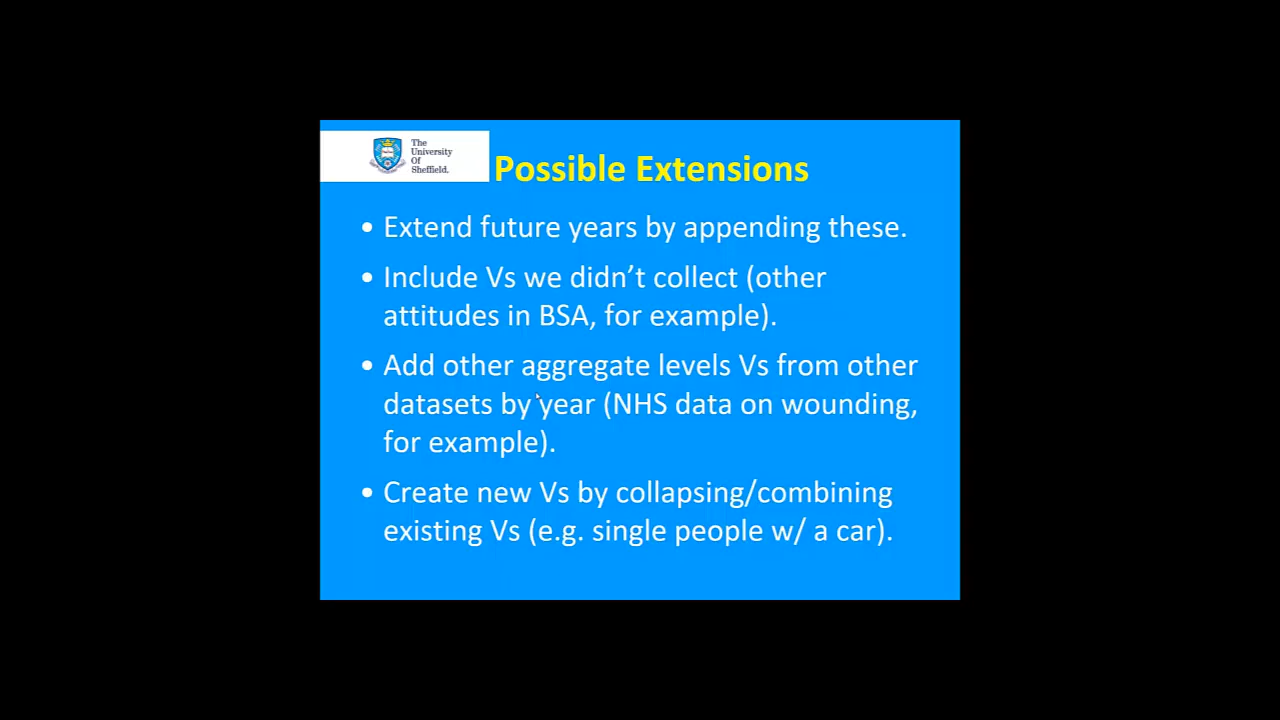 The
University
Of
Sheffield.
Possible Extensions
• Extend future years by appending these.
• Include Vs we didn’t collect (other
attitudes in BSA, for example).
• Add other aggregate levels Vs from other
datasets by year (NHS data on wounding,
for example).
• Create new Vs by collapsing/combining
existing Vs (e.g. single people w/ a car).